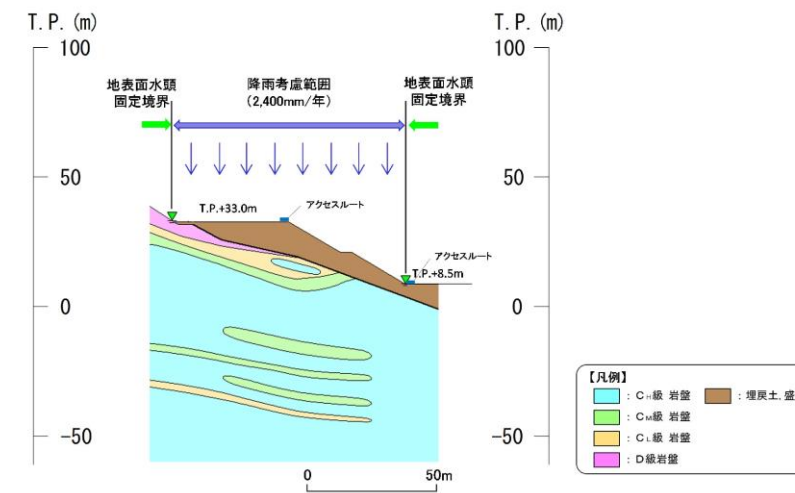 T.P. (m)
T.P. (m)
100
100
地表面水頭
固定境界
降雨考慮範囲
(2,400mm/年)
地表面水頭
固定境界
50
50
T.P.+33.0m
アクセスルート
アクセスルート
T.P.+8.5m
0
0
-50
-50
0
50m
【凡例】
：CH級 岩盤
：埋戻土，盛
：CM級 岩盤
：CL級 岩盤
：D級岩盤